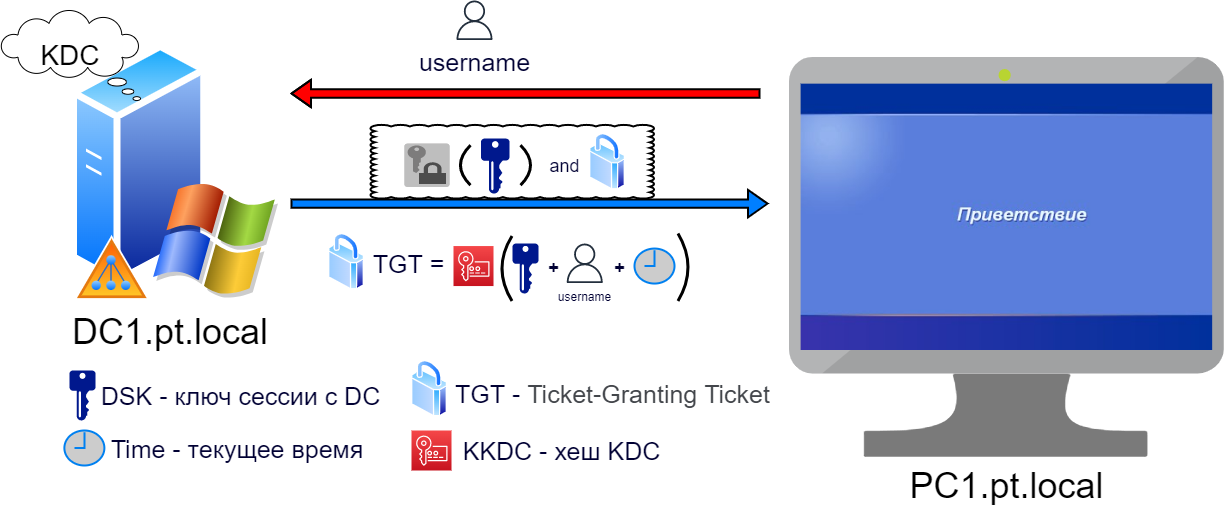 KDC
username
and
TGT =
+
+
username
Приветствие
DC1.pt.local
DSK - ключ сессии с DC
TGT - Ticket-Granting Ticket
Time - текущее время
KKDC - хеш KDC
PC1.pt.local